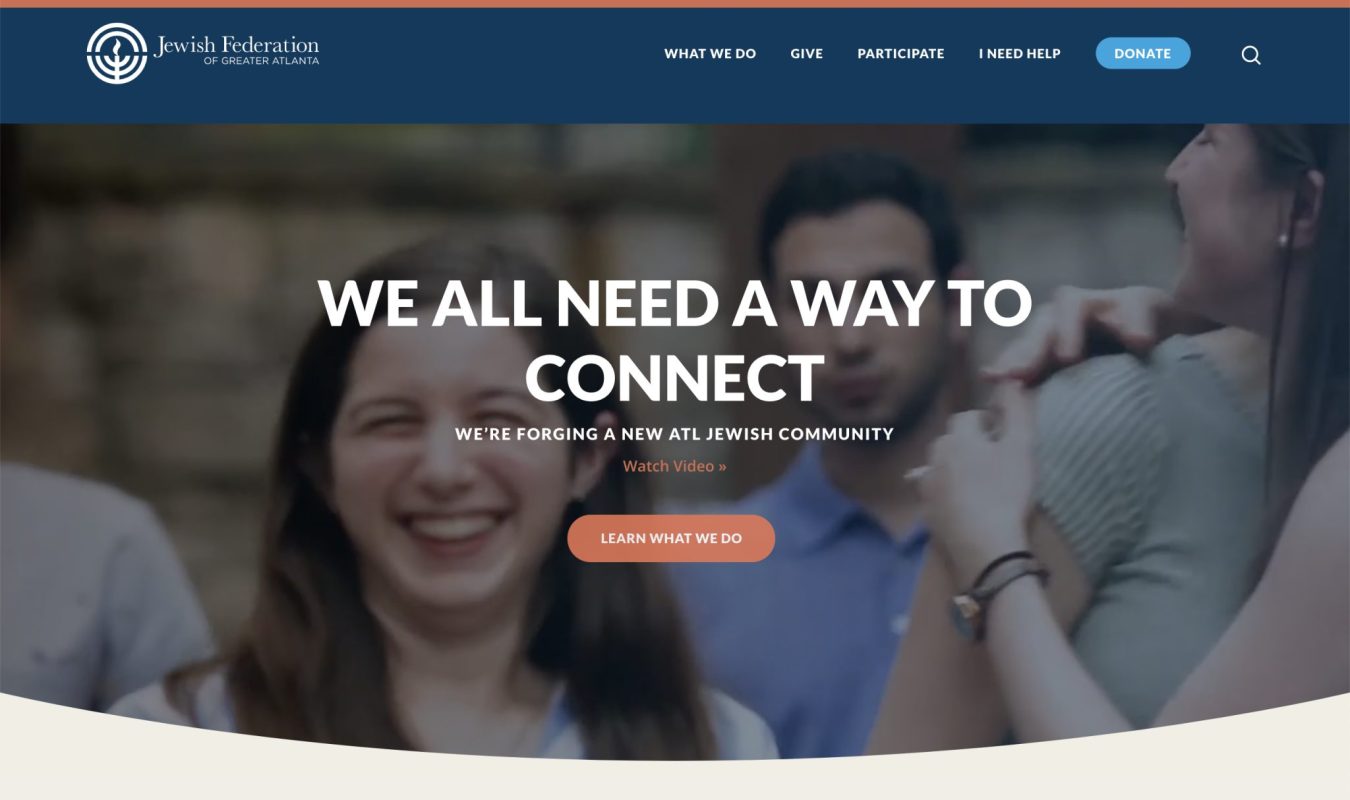 Jewish Federation
OF GREATER ATLANTA
WHAT WE DO
GIVE
PARTICIPATE
I NEED HELP
DONATE
WE ALL NEED A WAY TO
CONNECT
WE’RE FORGING A NEW ATL JEWISH COMMUNITY
Watch Video »
LEARN WHAT WE DO